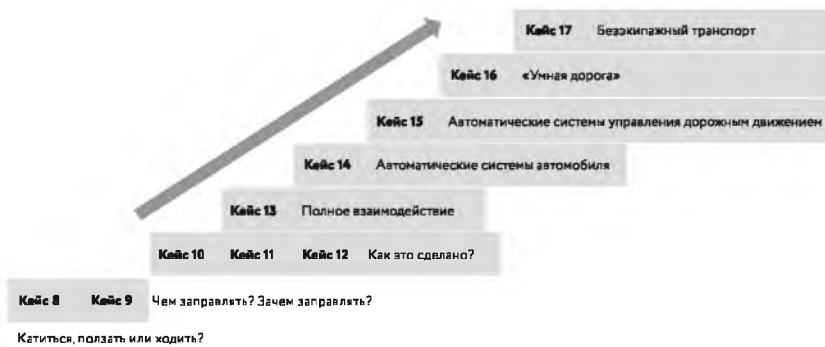 Кейс 17 Безэкипажный транспорт
Кейс 16 «Умная дорога»
Кейс 15 Автоматические системы управления дорожным движением
Кейс 14 Автоматические системы автомобиля
Кейс 13 Полное взаимодействие
Кейс 10 Кейс 11 Кейс 12 Как это сделано?
Кейс 8 Кейс 9 Чем заправлять? Зачем заправлять?
Катиться, ползать или ходить?